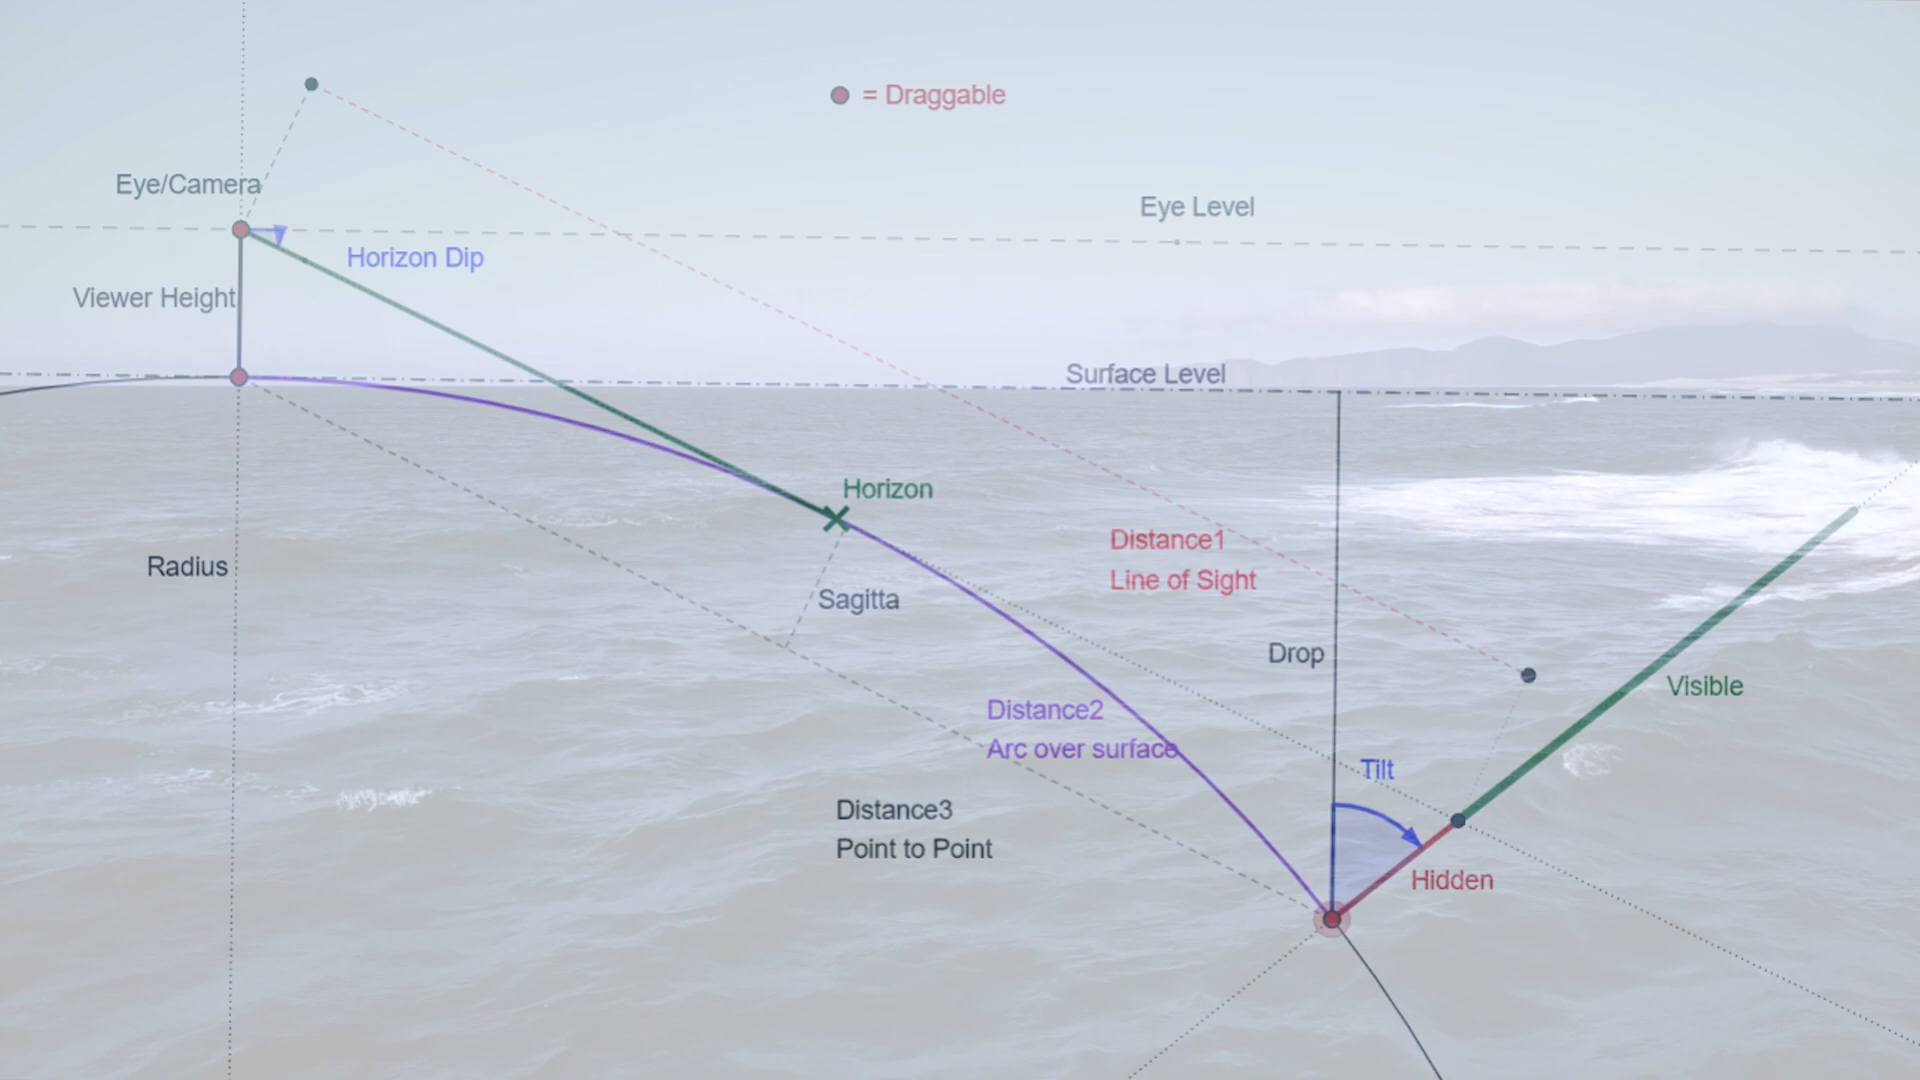 = Draggable
Eye/Camera
Eye Level
Horizon Dip
Viewer Height
Surface Level
Horizon
Distance1
Line of Sight
Radius
Sagitta
Drop
Visible
Distance2
Arc over surface
Tilt
Distance3
Point to Point
Hidden